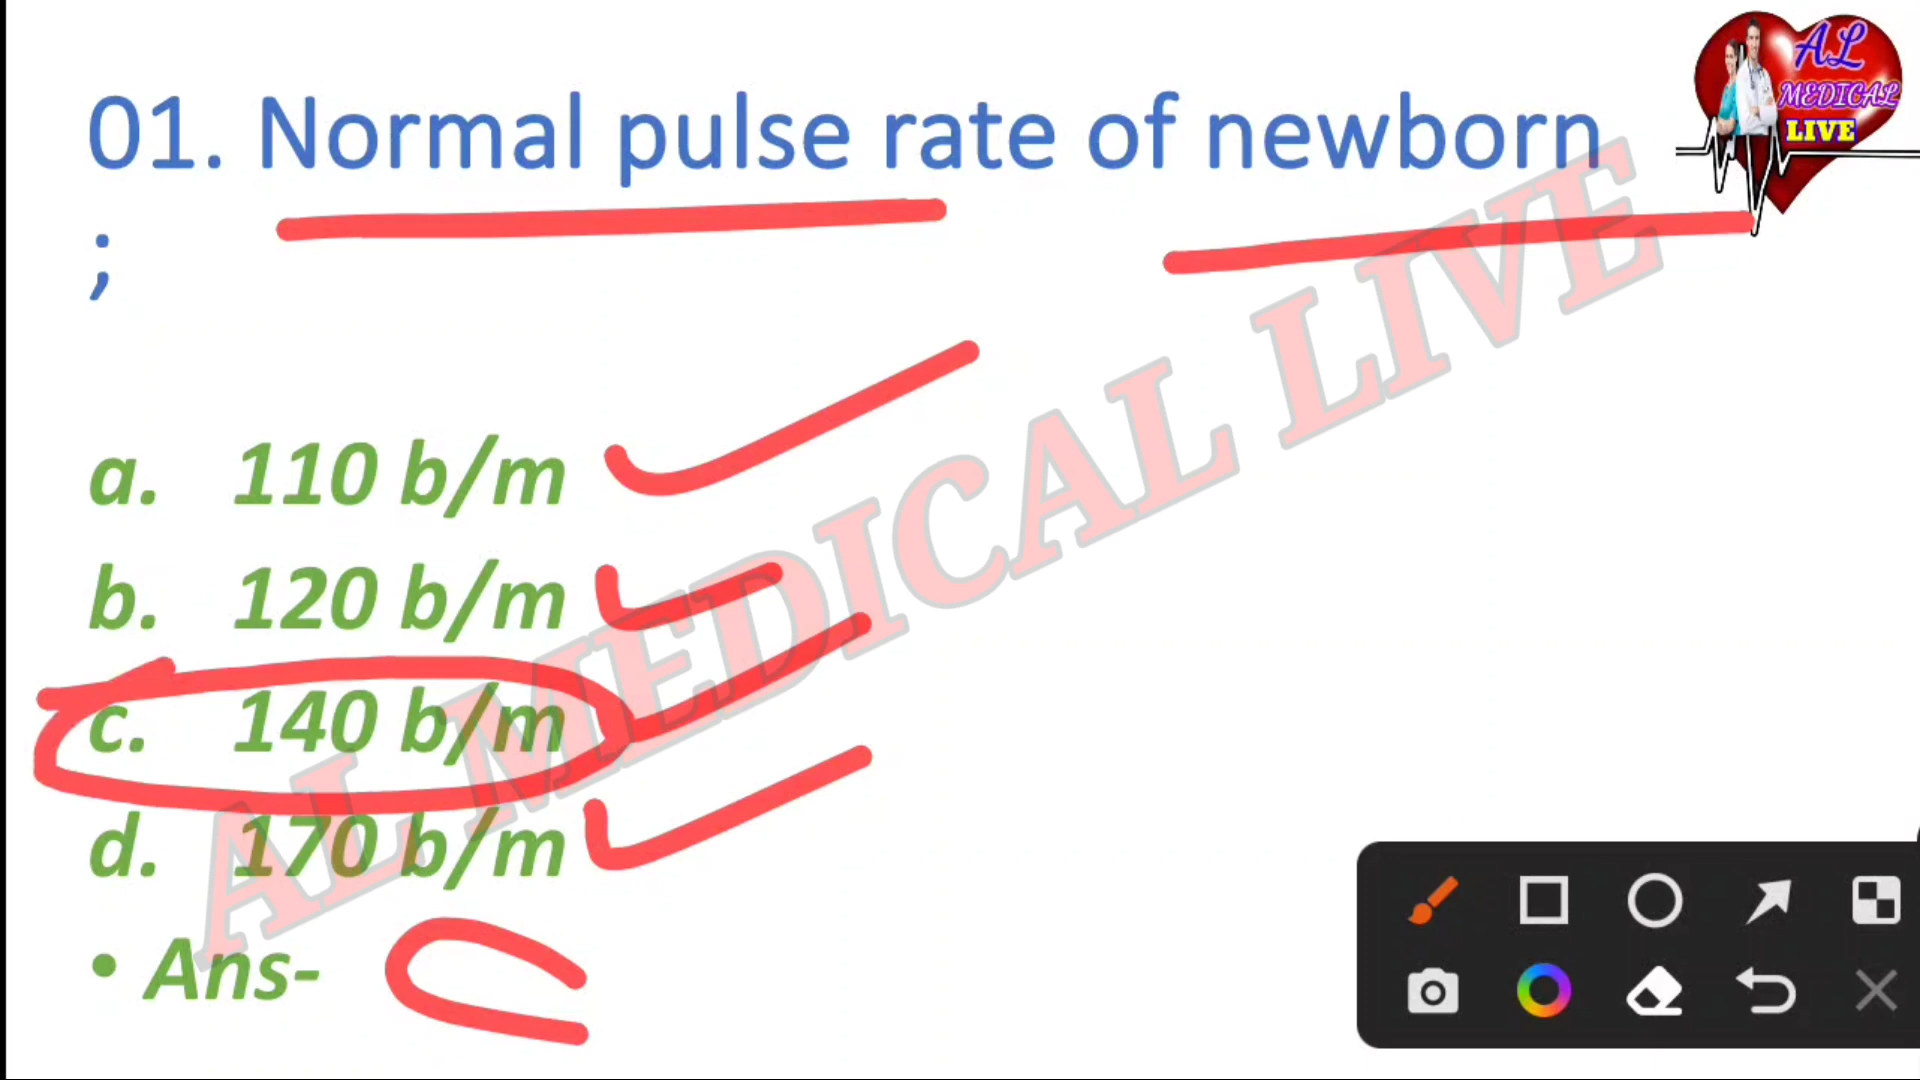 01. Normal pulse rate of newborn
;
a. 110 b/m
b. 120 b/m
c. 140 b/m
d. 170 b/m
• Ans- C
AL MEDICAL LIVE
AL
MEDICAL
LIVE